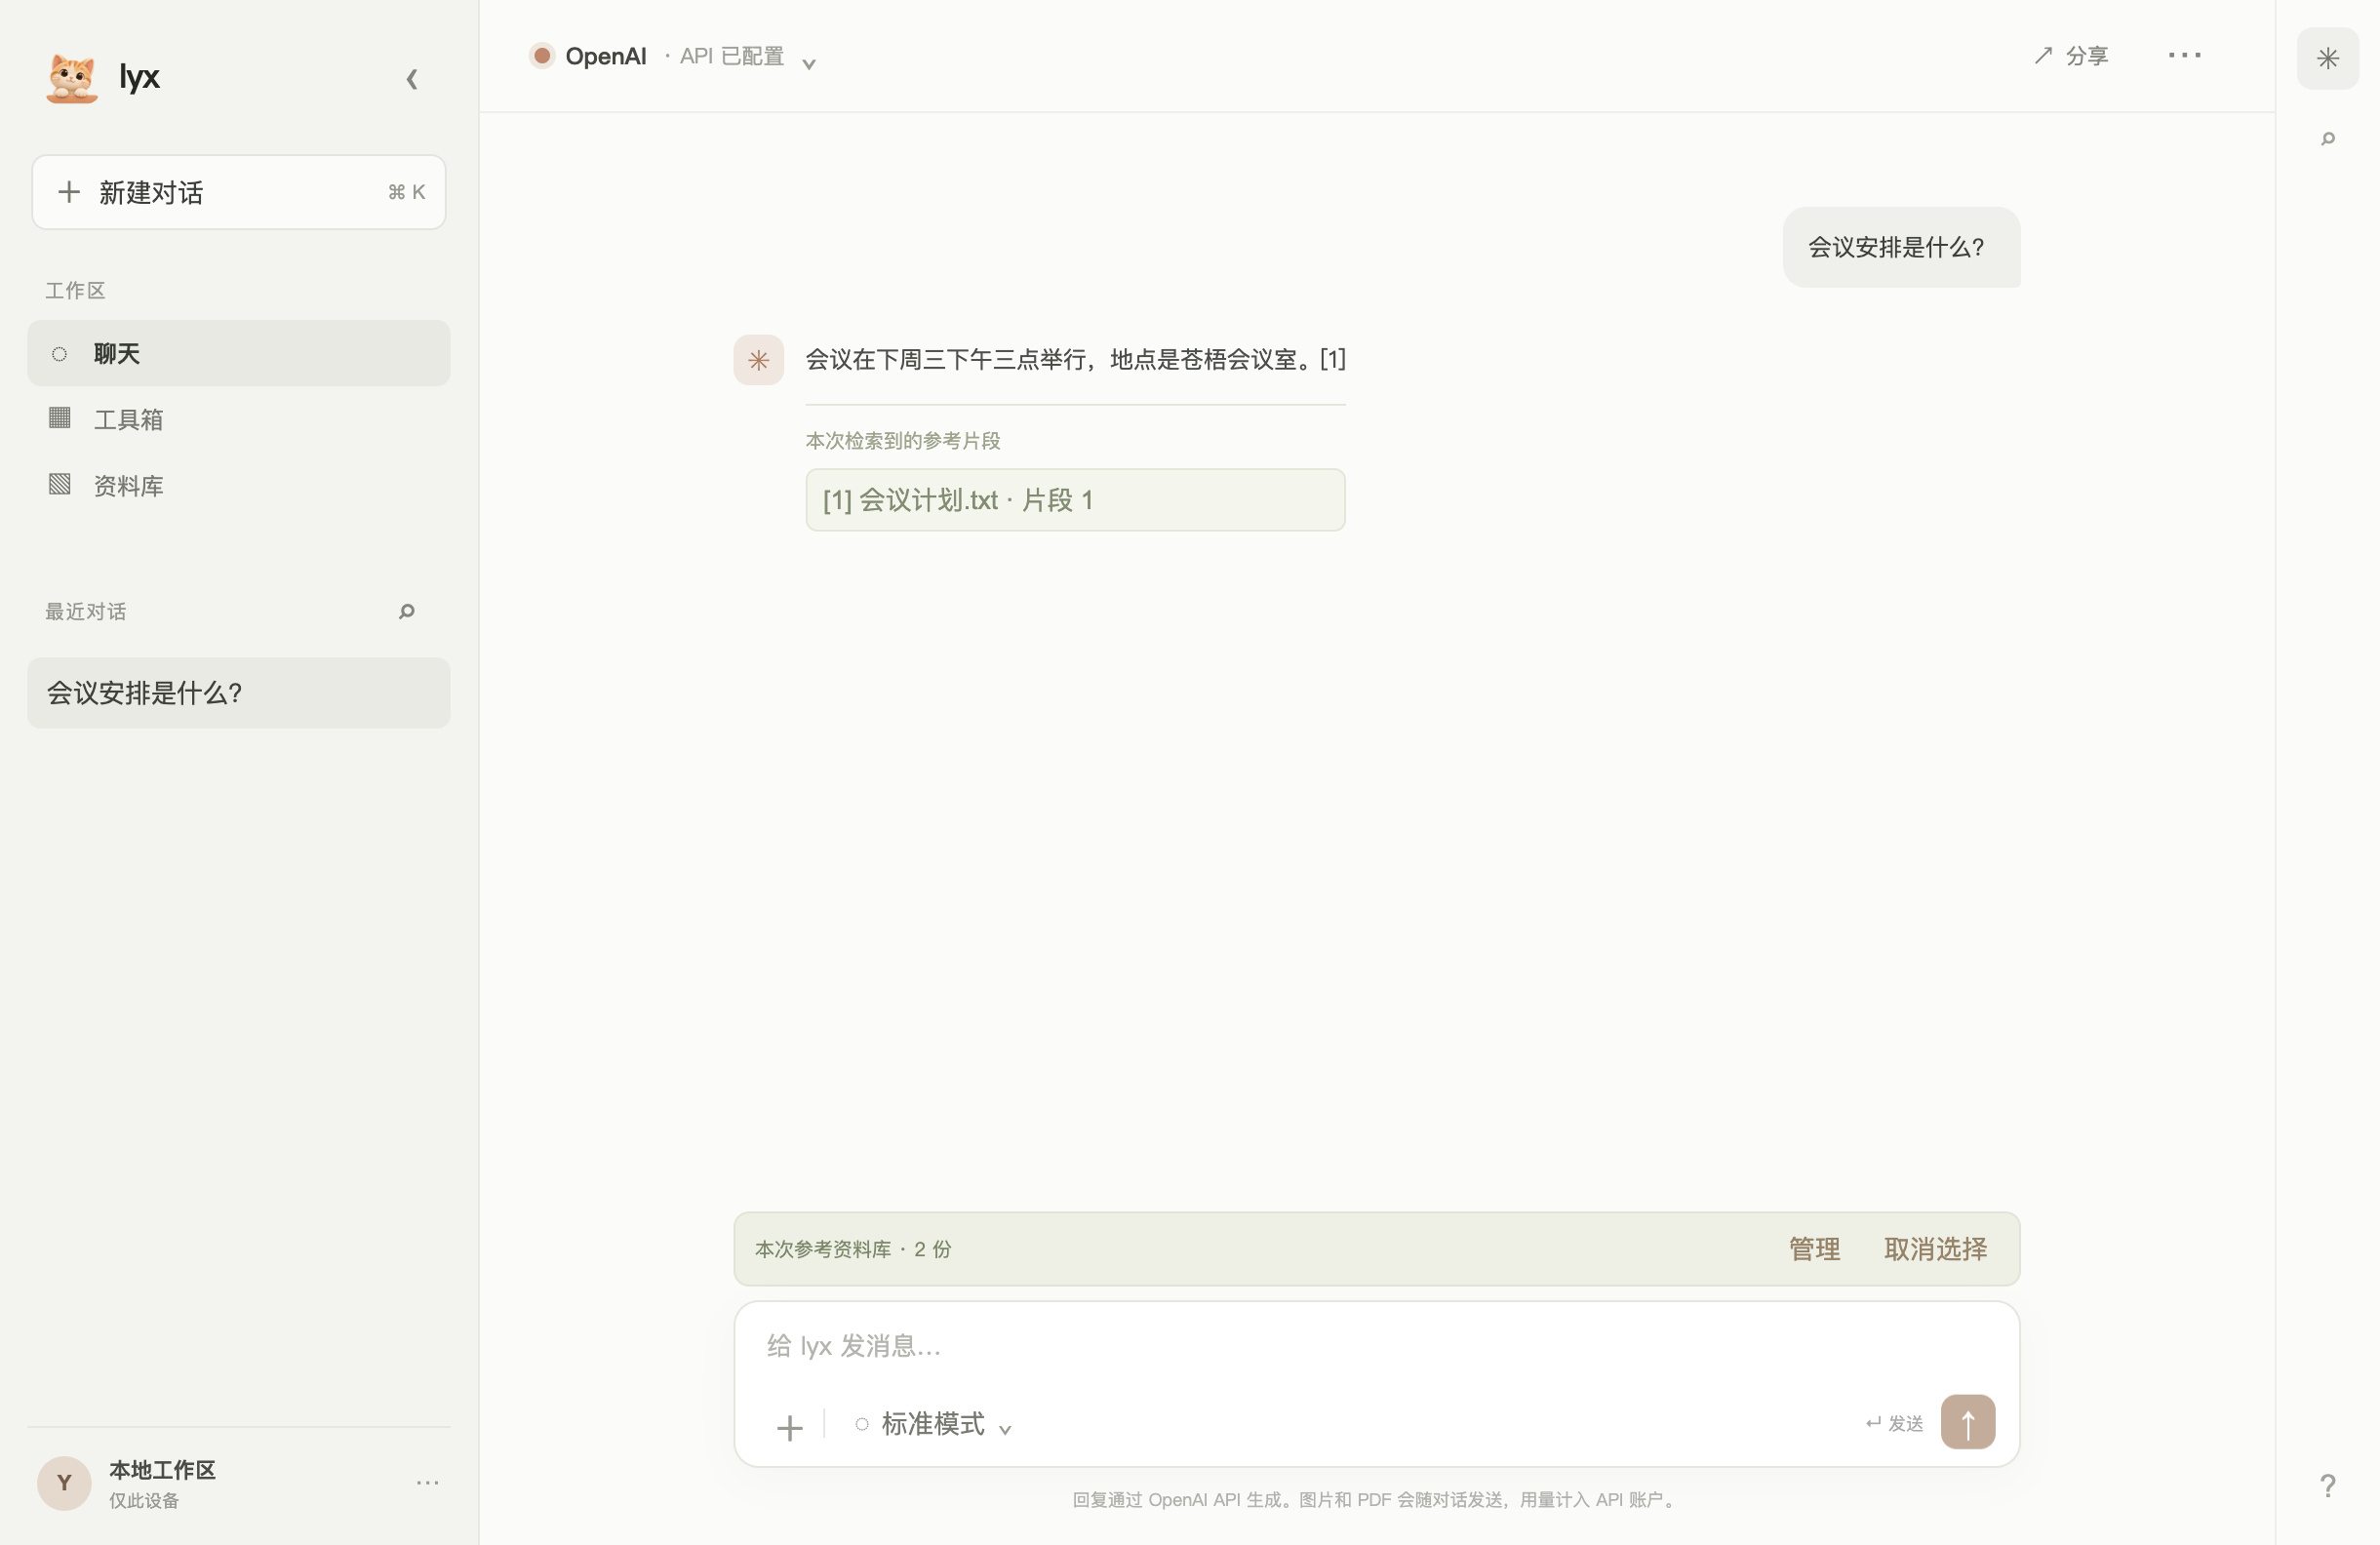 lyx
新建对话 ⌘ K
工作区
聊天
工具箱
资料库
最近对话
会议安排是什么?
本地工作区
仅此设备
Y
OpenAI · API 已配置
分享
会议安排是什么?
会议在下周三下午三点举行，地点是苍梧会议室。[1]
本次检索到的参考片段
[1] 会议计划.txt · 片段 1
本次参考资料库 · 2 份 管理 取消选择
给 lyx 发消息...
标准模式
↵ 发送
回复通过 OpenAI API 生成。图片和 PDF 会随对话发送，用量计入 API 账户。
?